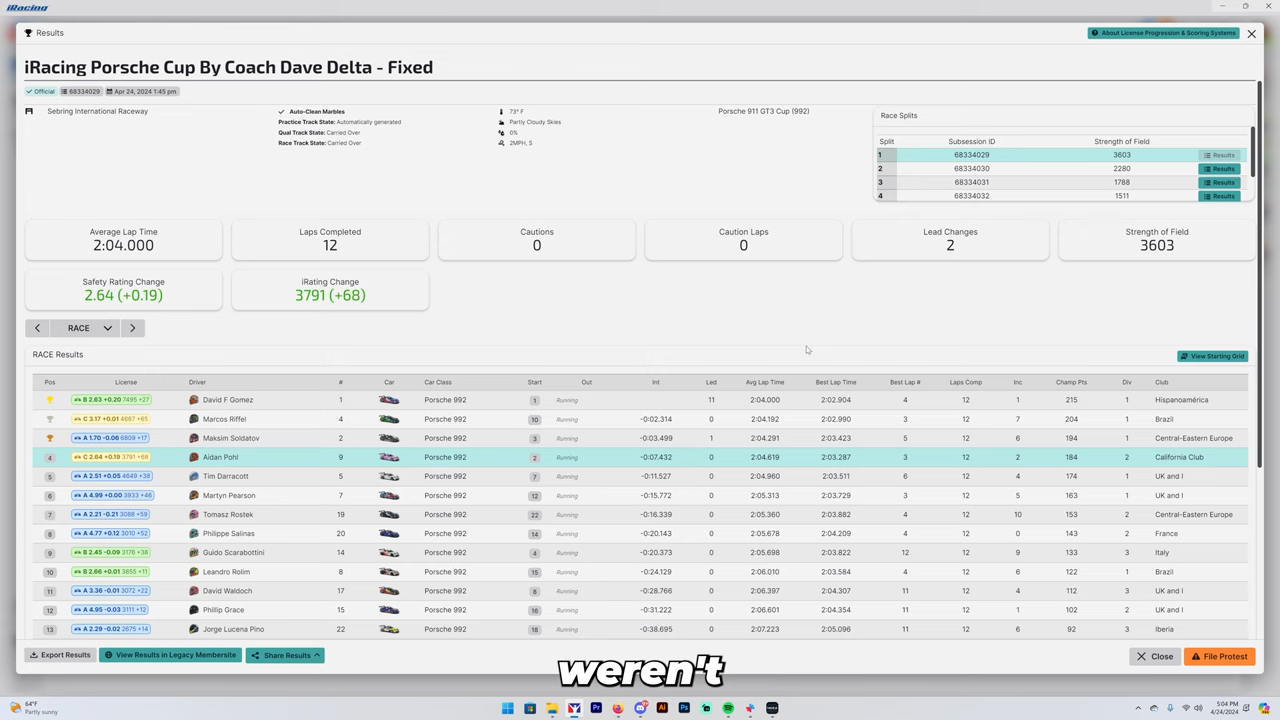 iRacing
Results
About License Progression & Scoring Systems
iRacing Porsche Cup By Coach Dave Delta - Fixed
Official 68334029 Apr 24, 2024 1:45 pm
Sebring International Raceway
Auto-Clean Marbles
Practice Track State: Automatically generated
Qual Track State: Carried Over
Race Track State: Carried Over
73° F
Partly Cloudy Skies
0%
2MPH, S
Porsche 911 GT3 Cup (992)
Race Splits
Split Subsession ID Strength of Field
1 68334029 3603 Results
2 68334030 2280 Results
3 68334031 1788 Results
4 68334032 1511 Results
Average Lap Time
2:04.000
Laps Completed
12
Cautions
0
Caution Laps
0
Lead Changes
2
Strength of Field
3603
Safety Rating Change
2.64 (+0.19)
iRating Change
3791 (+68)
RACE
RACE Results
View Starting Grid
Pos License Driver # Car Car Class Start Out Int Led Avg Lap Time Best Lap Time Best Lap # Laps Comp Inc Champ Pts Div Club
B 2.63 +0.20 7495 +27 David F Gomez 1 Porsche 992 1 Running 11 2:04.000 2:02.904 4 12 1 215 1 Hispanoamérica
C 3.17 +0.01 4687 +65 Marcos Riffel 4 Porsche 992 10 Running -0:02.314 0 2:04.192 2:02.990 3 12 7 204 1 Brazil
A 1.70 -0.06 6809 +17 Maksim Soldatov 2 Porsche 992 3 Running -0:03.499 1 2:04.291 2:03.423 5 12 6 194 1 Central-Eastern Europe
4 C 2.64 +0.19 3791 +68 Aidan Pohl 9 Porsche 992 2 Running -0:07.432 0 2:04.619 2:03.287 3 12 2 184 2 California Club
5 A 2.51 +0.05 4649 +38 Tim Darracott 5 Porsche 992 7 Running -0:11.527 0 2:04.960 2:03.511 6 12 4 174 1 UK and I
6 A 4.99 +0.00 3933 +46 Martyn Pearson 7 Porsche 992 12 Running -0:15.772 0 2:05.313 2:03.823 4 12 5 163 1 UK and I
7 A 2.21 -0.21 3088 +59 Tomasz Rostek 19 Porsche 992 22 Running -0:16.339 0 2:05.360 2:03.882 4 12 10 153 2 Central-Eastern Europe
8 A 4.77 +0.12 3010 +52 Philippe Salinas 20 Porsche 992 14 Running -0:20.143 0 2:05.678 2:04.209 4 12 0 143 2 France
9 B 2.45 -0.09 3176 +38 Guido Scarabottini 14 Porsche 992 4 Running -0:20.373 0 2:05.698 2:03.822 12 12 9 133 3 Italy
10 B 2.66 +0.01 3855 +11 Leandro Rolim 8 Porsche 992 15 Running -0:24.129 0 2:06.010 2:03.584 4 12 6 122 1 Brazil
11 A 3.36 -0.01 3072 +22 David Waldoch 17 Porsche 992 8 Running -0:28.766 0 2:06.397 2:04.307 11 12 4 112 2 UK and I
12 A 4.95 -0.03 3111 +12 Phillip Grace 15 Porsche 992 16 Running -0:31.222 0 2:06.601 2:04.354 11 12 1 102 2 UK and I
13 A 2.29 -0.02 2675 +14 Jorge Lucena Pino 22 Porsche 992 18 Running -0:38.695 0 2:07.223 2:05.096 4 12 3 92 3 Iberia
Export Results View Results in Legacy Membersite Share Results Close File Protest
weren't
64°F
Partly sunny
5:04 PM
4/24/2024